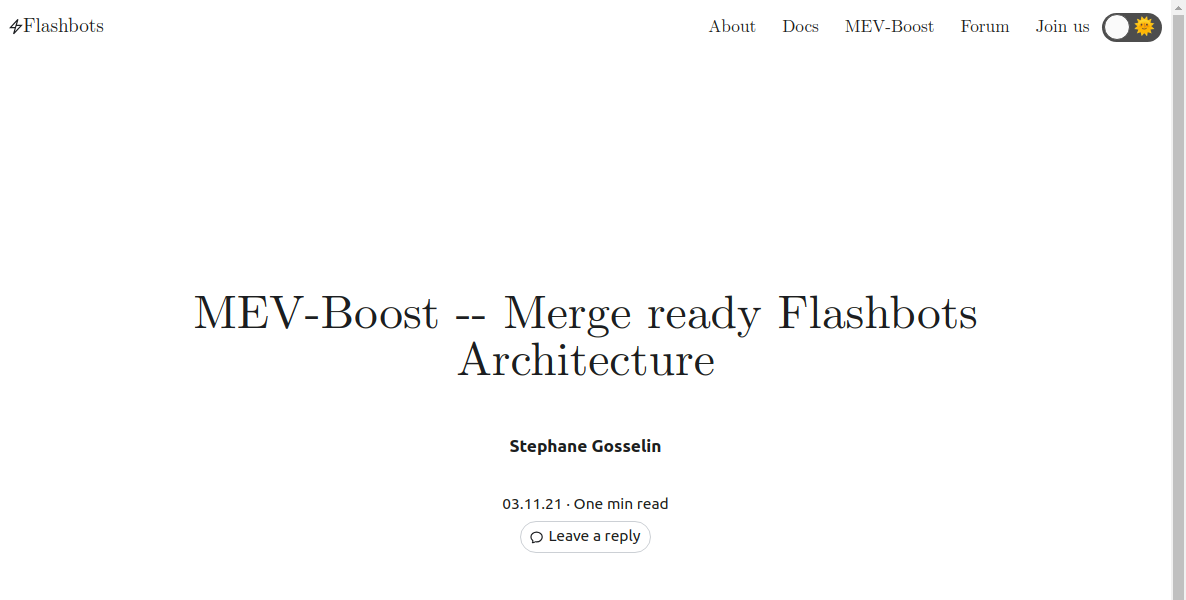 Flashbots
About Docs MEV-Boost Forum Join us
MEV-Boost -- Merge ready Flashbots
Architecture
Stephane Gosselin
03.11.21 · One min read
Leave a reply